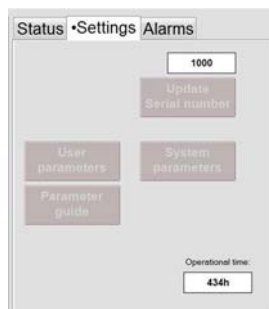 Status •Settings Alarms
1000
Update
Serial number
User
parameters
System
parameters
Parameter
guide
Operational time:
434h